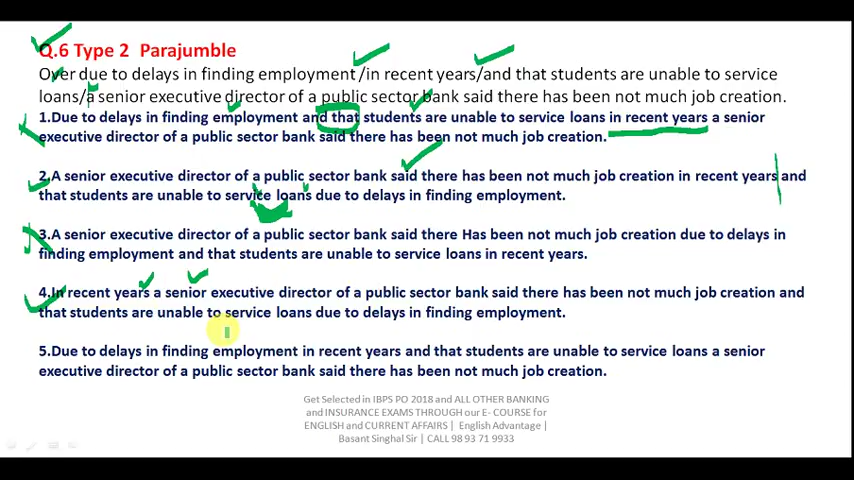 Q.6 Type 2 Parajumble
Over due to delays in finding employment /in recent years/and that students are unable to service
loans/a senior executive director of a public sector bank said there has been not much job creation.
1.Due to delays in finding employment and that students are unable to service loans in recent years a senior
executive director of a public sector bank said there has been not much job creation.
2.A senior executive director of a public sector bank said there has been not much job creation in recent years and
that students are unable to service loans due to delays in finding employment.
3.A senior executive director of a public sector bank said there Has been not much job creation due to delays in
finding employment and that students are unable to service loans in recent years.
4.In recent years a senior executive director of a public sector bank said there has been not much job creation and
that students are unable to service loans due to delays in finding employment.
5.Due to delays in finding employment in recent years and that students are unable to service loans a senior
executive director of a public sector bank said there has been not much job creation.
Get Selected in IBPS PO 2018 and ALL OTHER BANKING
and INSURANCE EXAMS THROUGH our E- COURSE for
ENGLISH and CURRENT AFFAIRS | English Advantage |
Basant Singhal Sir | CALL 98 93 71 9933